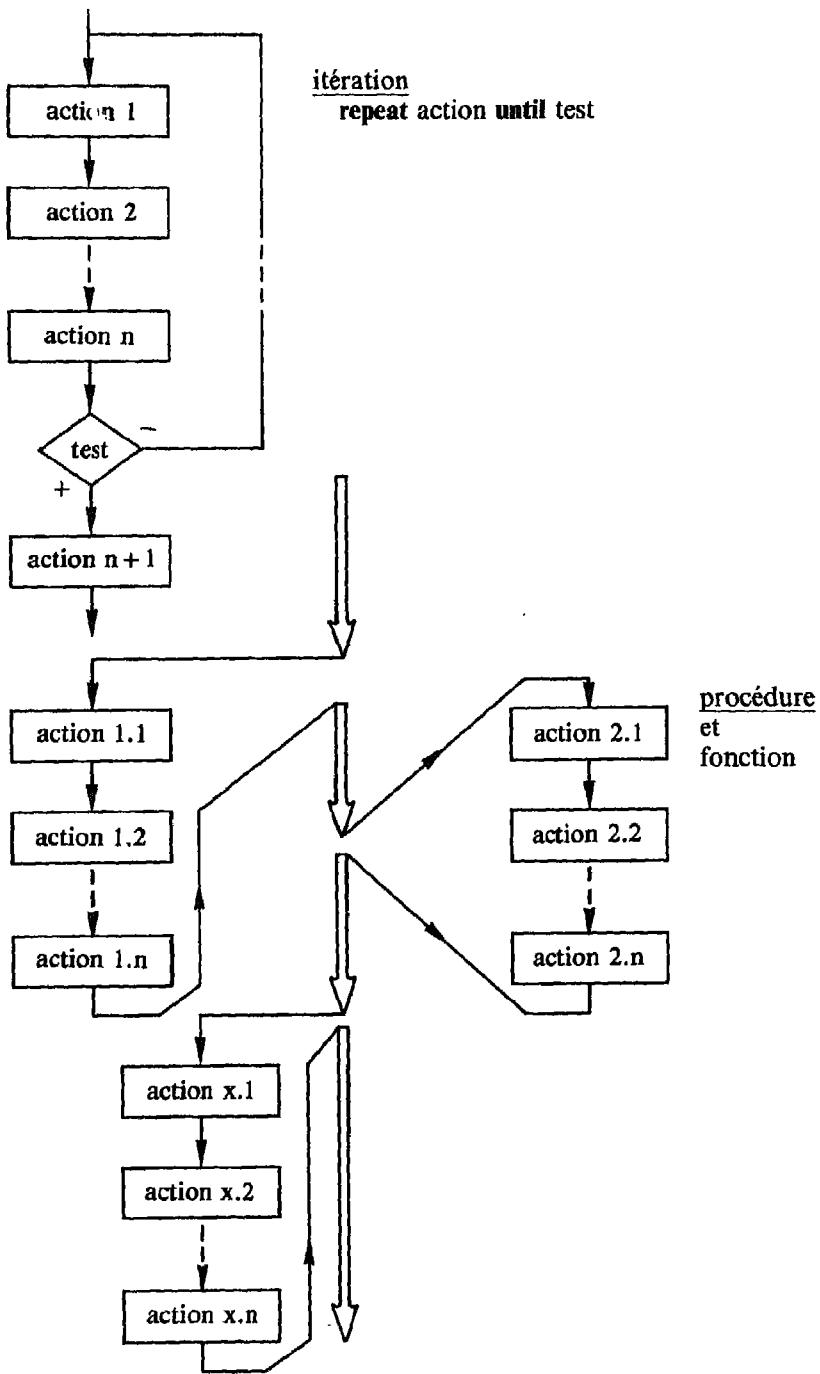 itération
repeat action until test
action 1
action 2
action n
−
test
+
action n + 1
procédure
et
fonction
action 1.1
action 1.2
action 1.n
action 2.1
action 2.2
action 2.n
action x.1
action x.2
action x.n